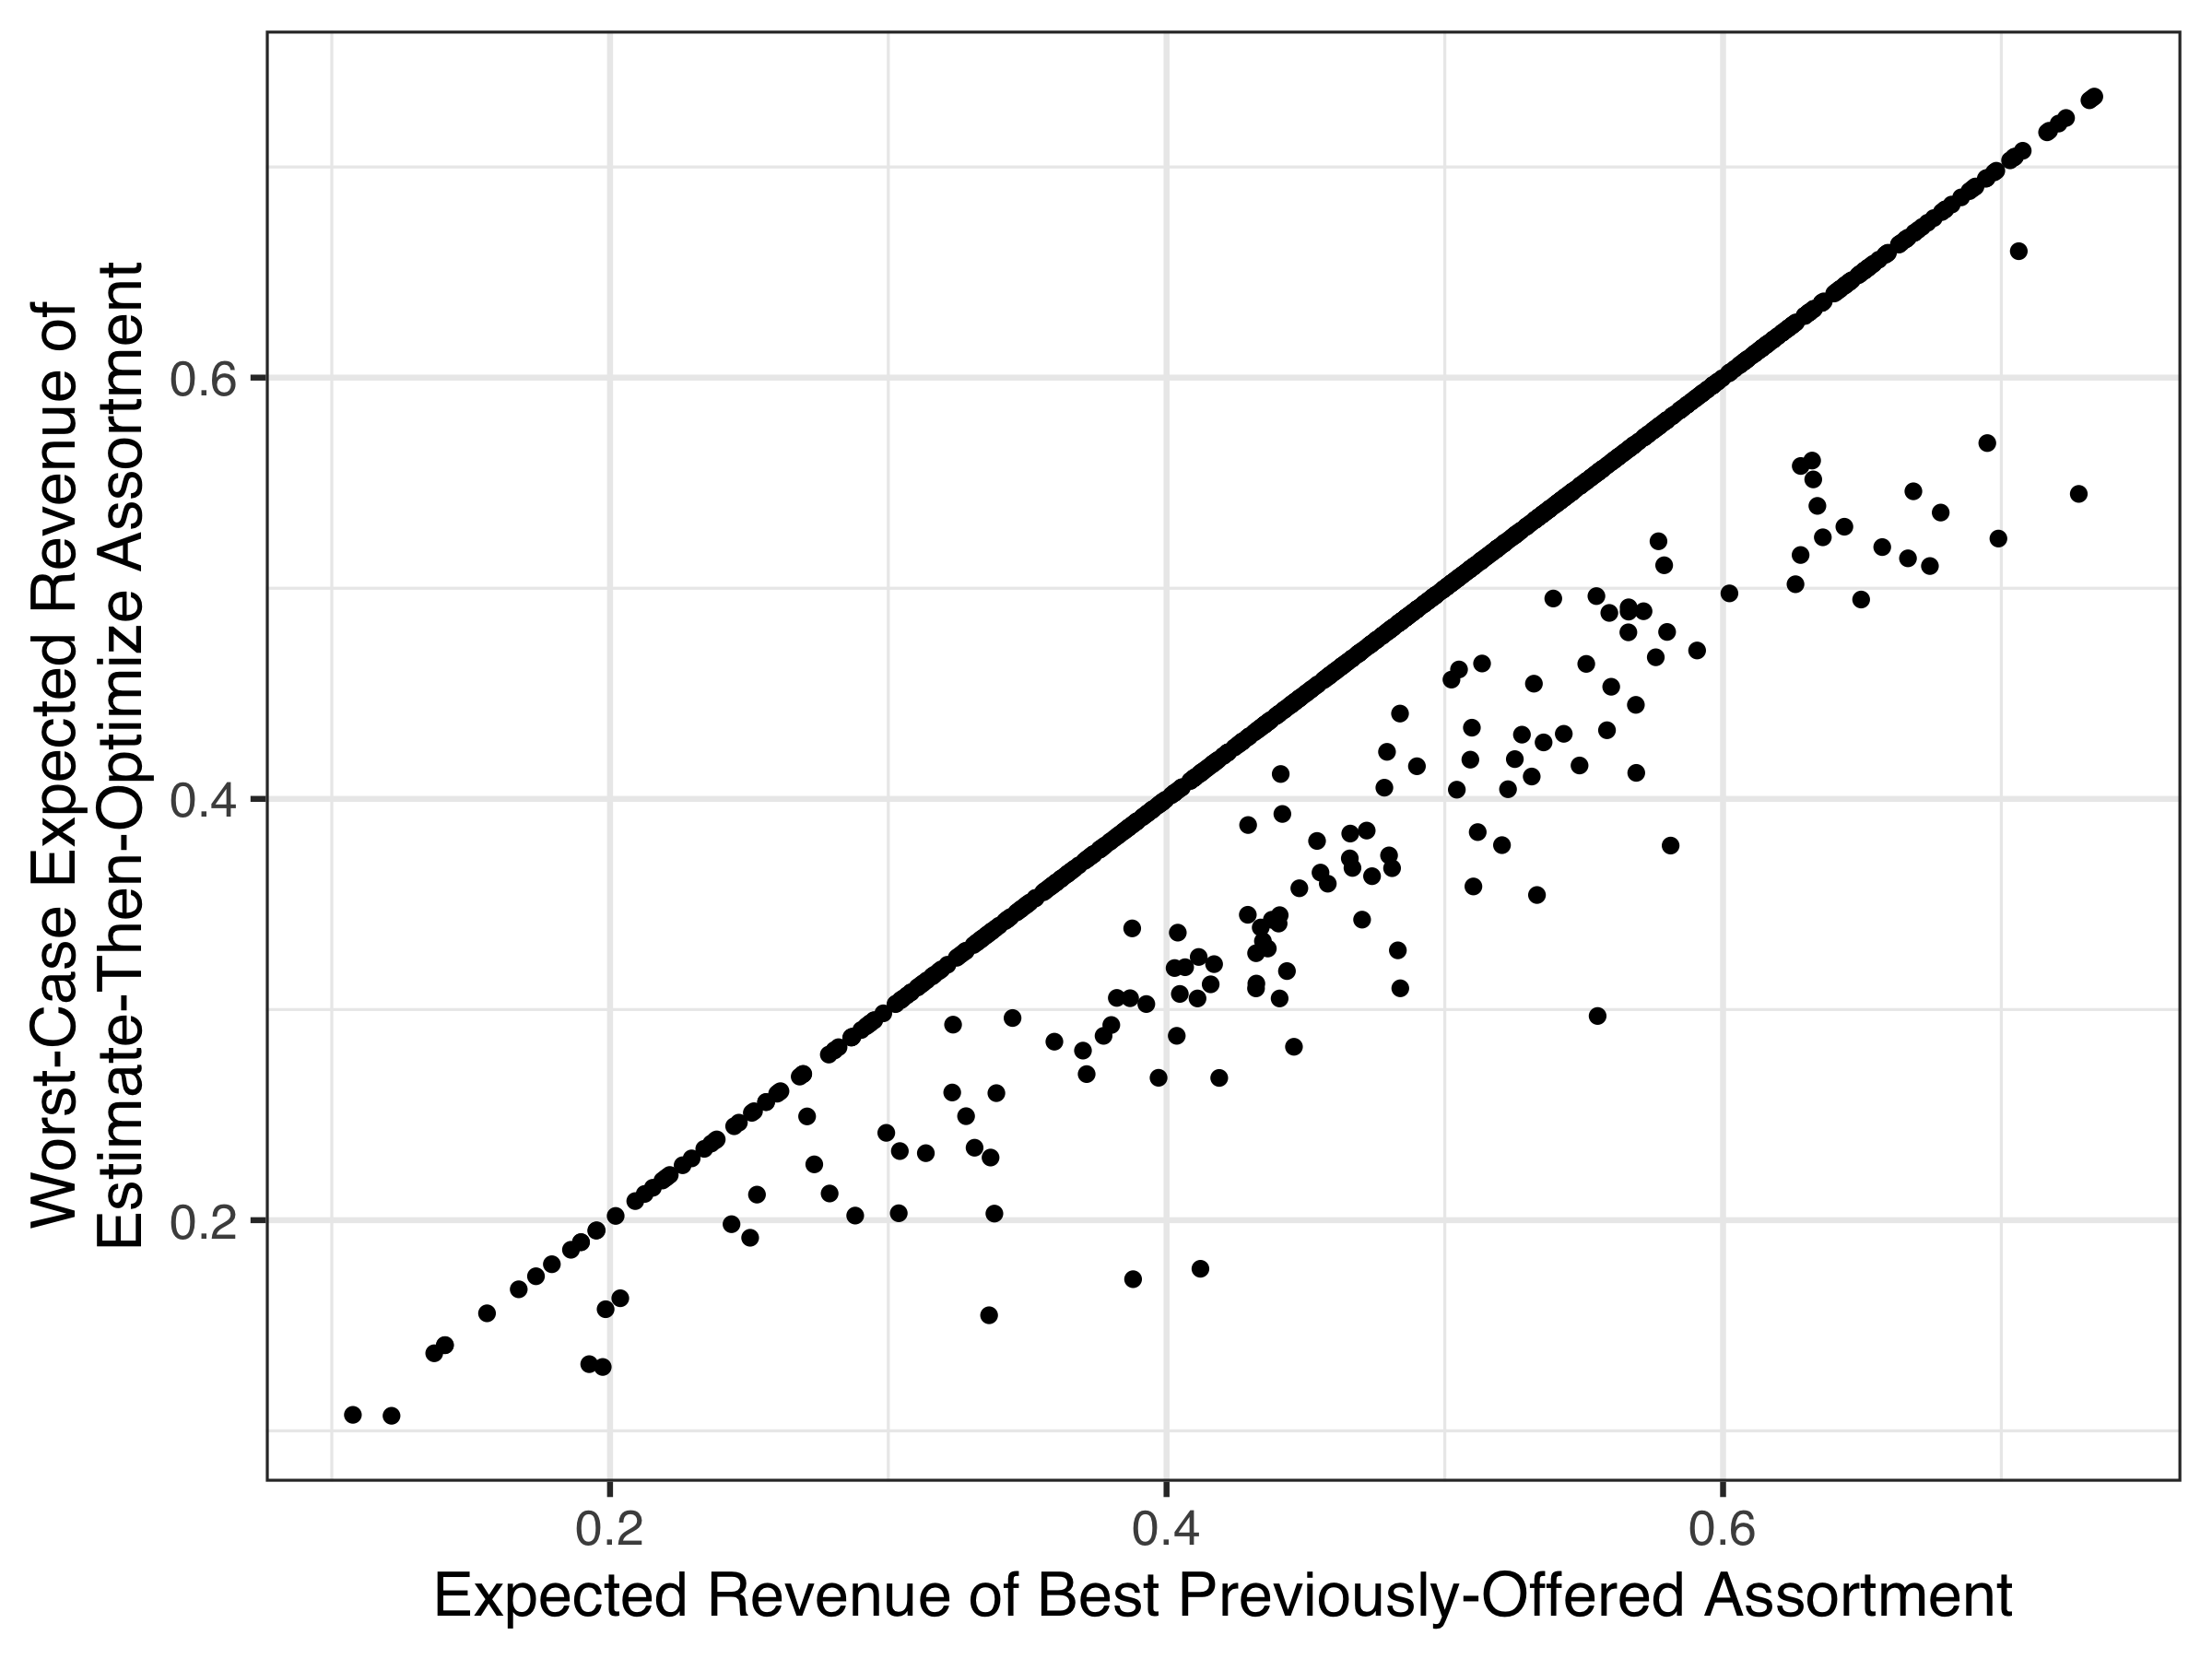 Worst-Case Expected Revenue of
Estimate-Then-Optimize Assortment
0.6
0.4
0.2
0.2
0.4
0.6
Expected Revenue of Best Previously-Offered Assortment